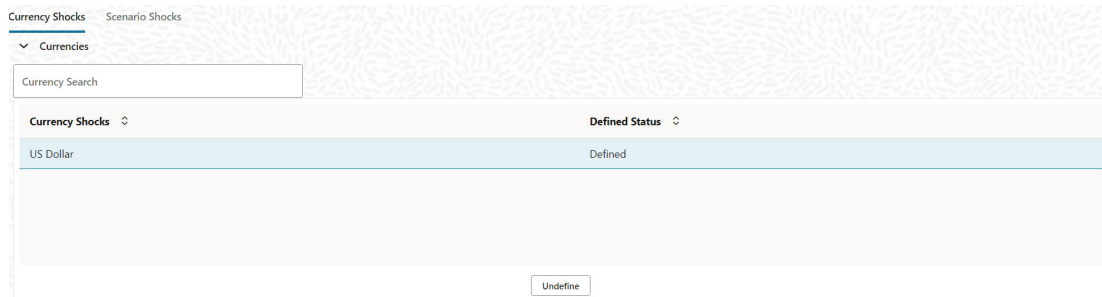 Currency Shocks Scenario Shocks
Currencies
Currency Search
Currency Shocks Defined Status
US Dollar Defined
Undefine